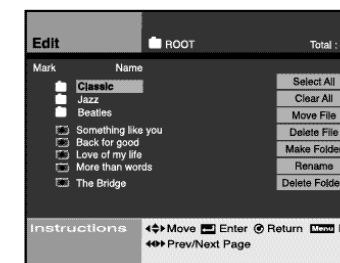 Edit
ROOT
Total :
Mark Name
Classic
Jazz
Beatles
Something like you
Back for good
Love of my life
More than words
The Bridge
Select All
Clear All
Move File
Delete File
Make Folde
Rename
Delete Folde
Instructions
Move Enter Return Menu
Prev/Next Page